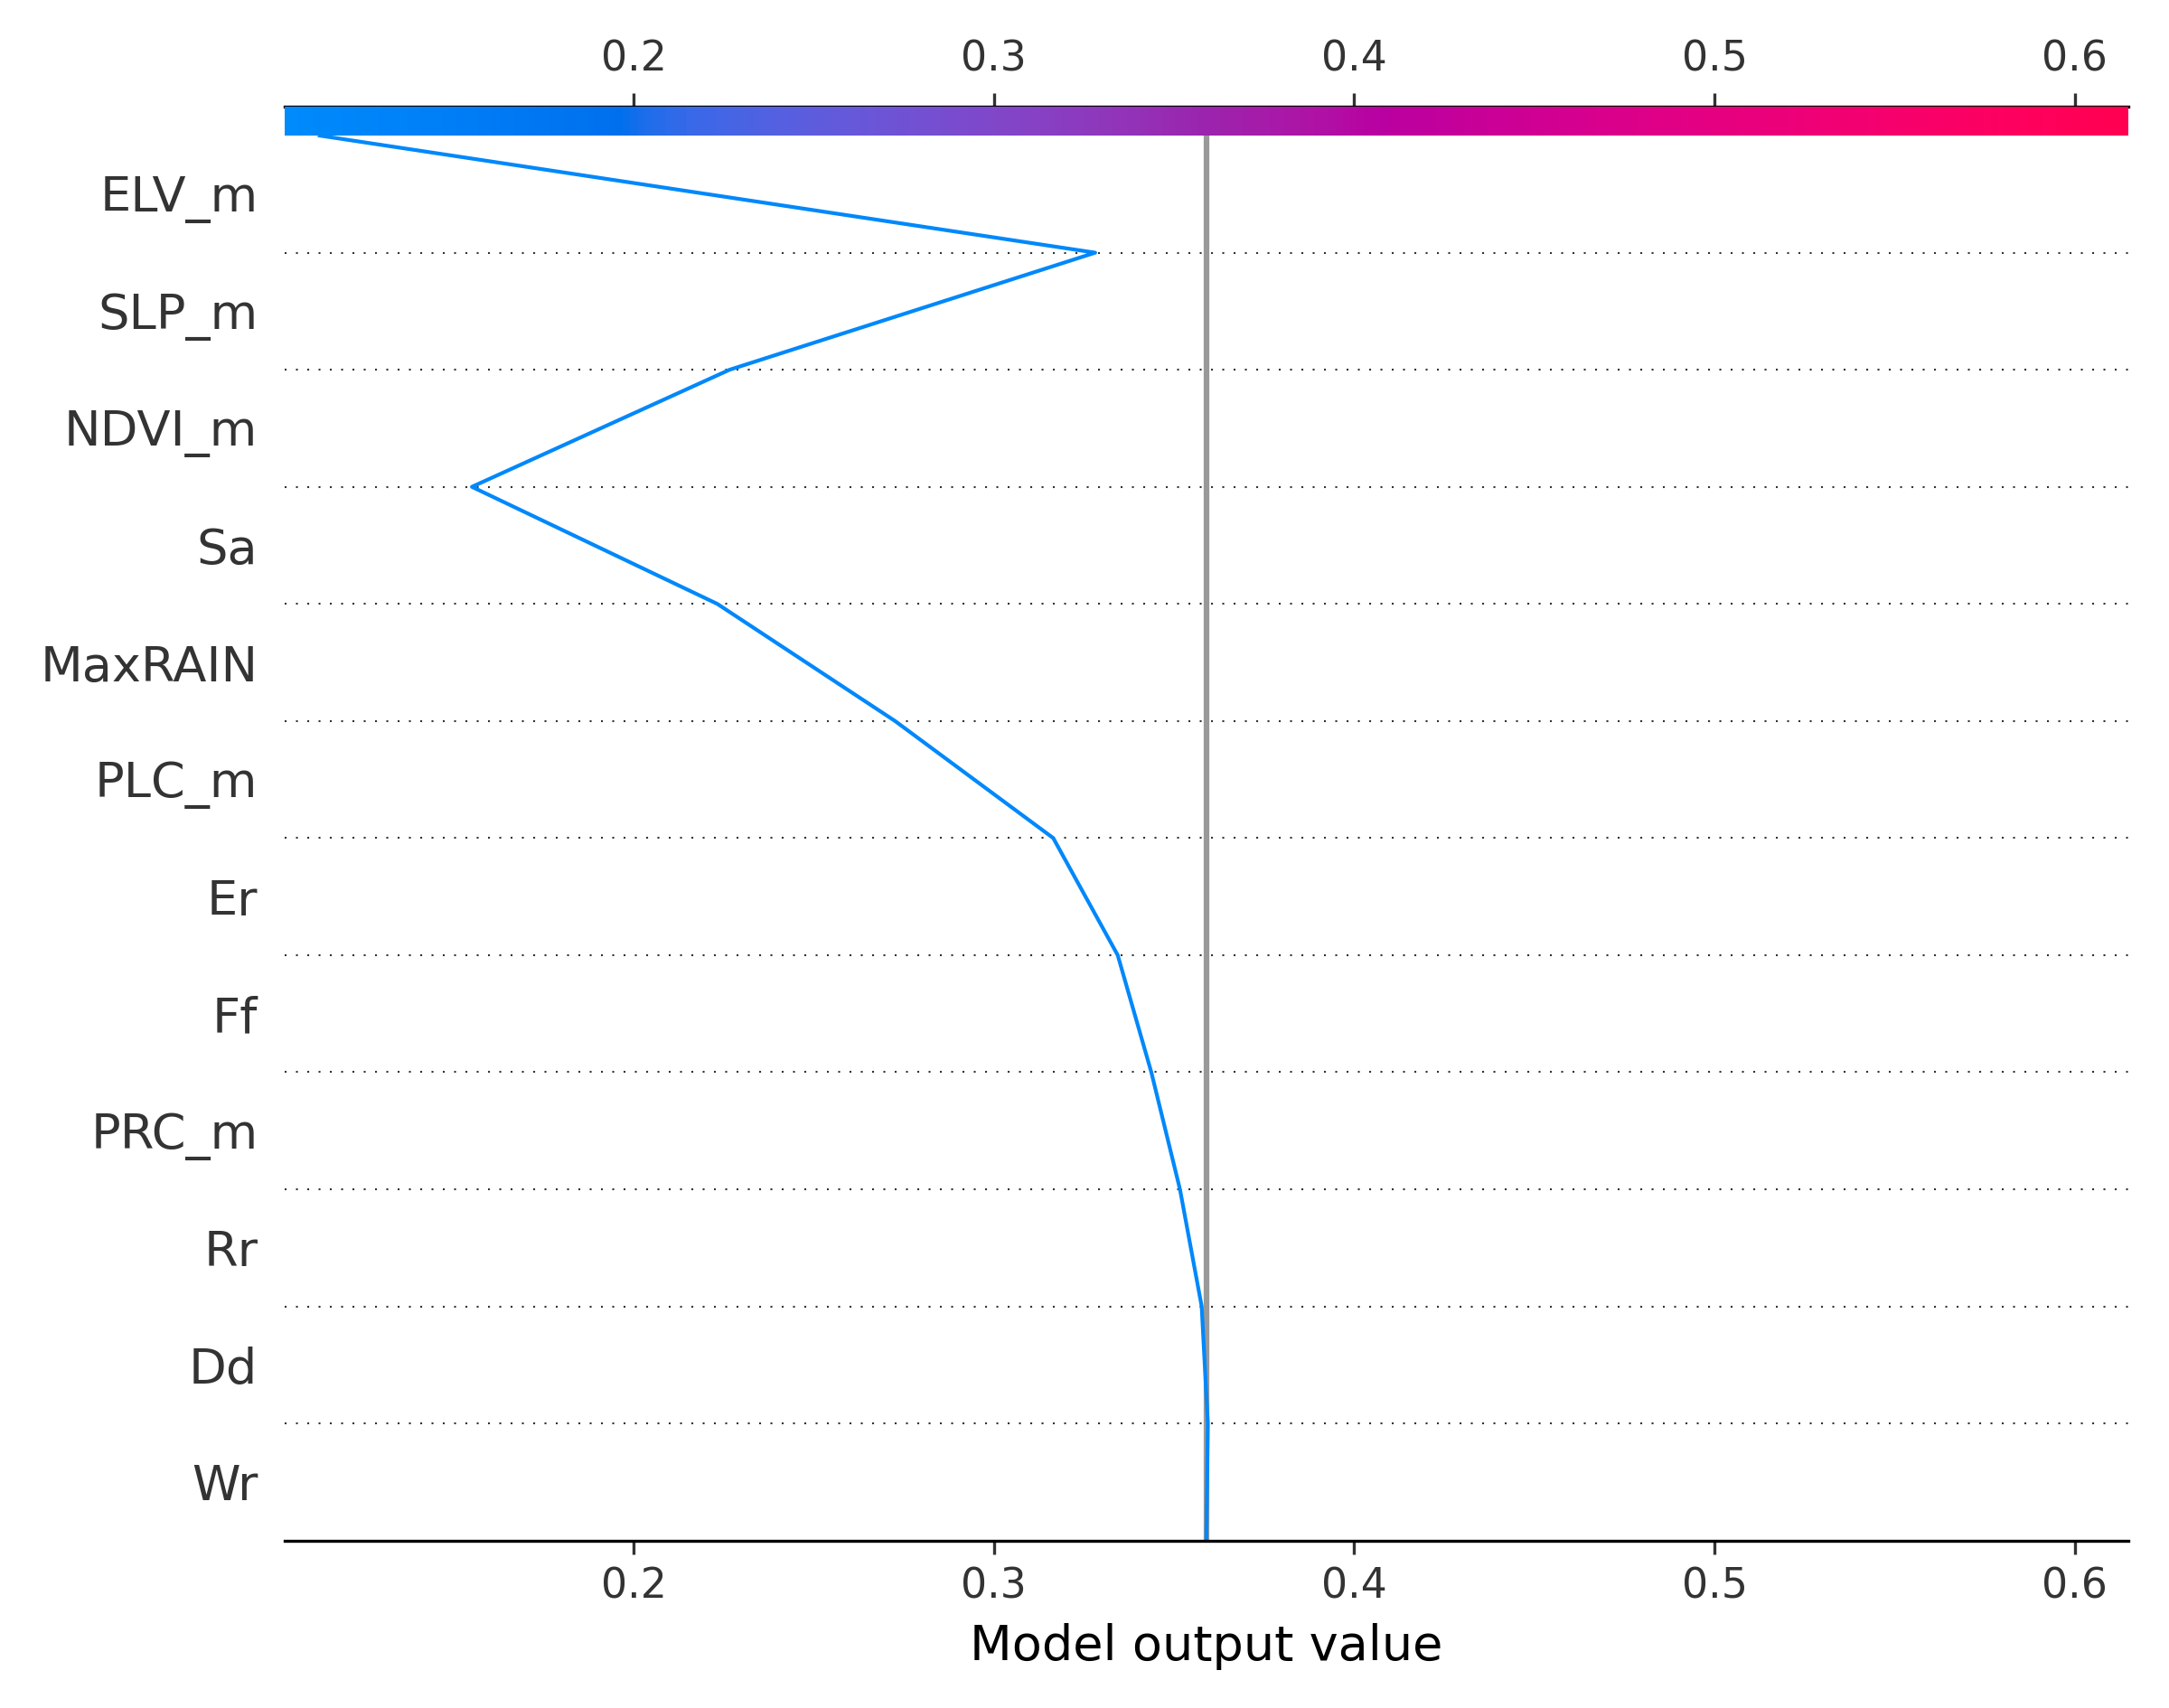 0.2 0.3 0.4 0.5 0.6
ELV_m
SLP_m
NDVI_m
Sa
MaxRAIN
PLC_m
Er
Ff
PRC_m
Rr
Dd
Wr
0.2 0.3 0.4 0.5 0.6
Model output value